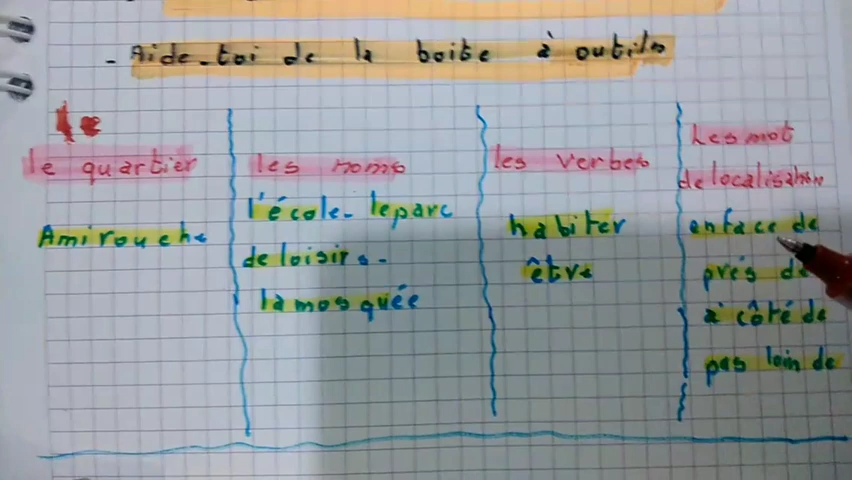 - Aide-toi de la boite à outils
le quartier
Amirouche
les noms
l'école - le parc
de loisirs -
la mosquée
les verbes
habiter
être
Les mot
de localisation
en face de
près de
à côté de
pas loin de